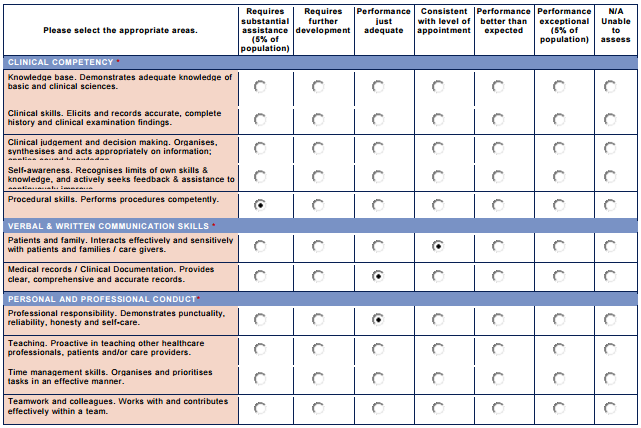 Please select the appropriate areas.
Requires substantial assistance (5% of population)
Requires further development
Performance just adequate
Consistent with level of appointment
Performance better than expected
Performance exceptional (5% of population)
N/A Unable to assess
CLINICAL COMPETENCY *
Knowledge base. Demonstrates adequate knowledge of
basic and clinical sciences.
Clinical skills. Elicits and records accurate, complete
history and clinical examination findings.
Clinical judgement and decision making. Organises,
synthesises and acts appropriately on information;
applies sound knowledge
Self-awareness. Recognises limits of own skills &
knowledge, and actively seeks feedback & assistance to
continuously improve
Procedural skills. Performs procedures competently.
VERBAL & WRITTEN COMMUNICATION SKILLS *
Patients and family. Interacts effectively and sensitively
with patients and families / care givers.
Medical records / Clinical Documentation. Provides
clear, comprehensive and accurate records.
PERSONAL AND PROFESSIONAL CONDUCT*
Professional responsibility. Demonstrates punctuality,
reliability, honesty and self-care.
Teaching. Proactive in teaching other healthcare
professionals, patients and/or care providers.
Time management skills. Organises and prioritises
tasks in an effective manner.
Teamwork and colleagues. Works with and contributes
effectively within a team.